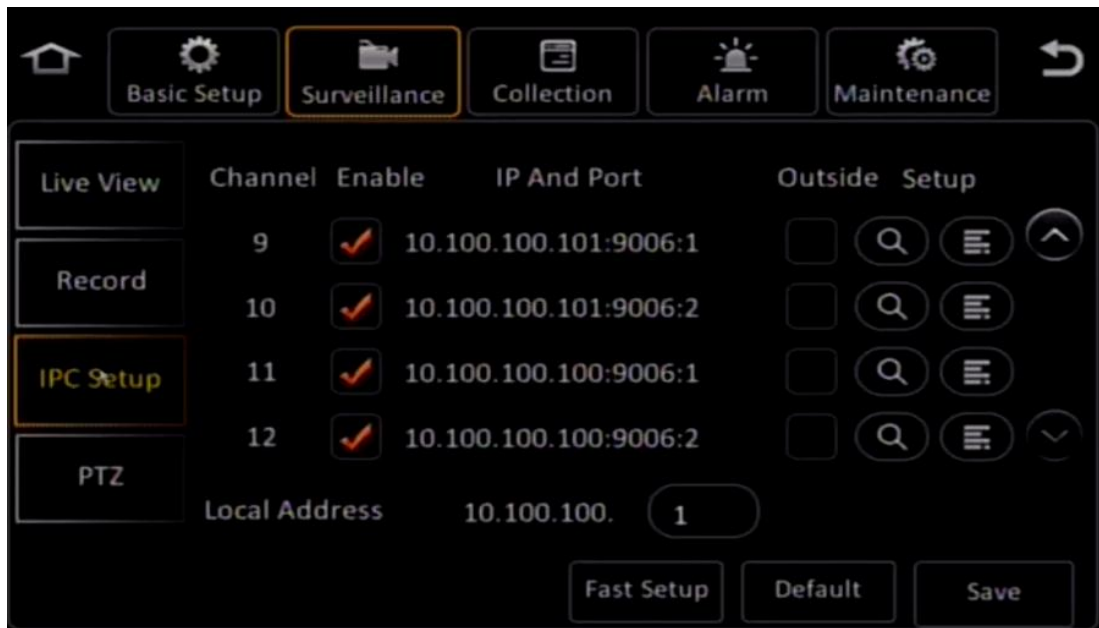 Basic Setup Surveillance Collection Alarm Maintenance
Live View
Record
IPC Setup
PTZ
Channel Enable IP And Port Outside Setup
9 10.100.100.101:9006:1
10 10.100.100.101:9006:2
11 10.100.100.100:9006:1
12 10.100.100.100:9006:2
Local Address 10.100.100. 1
Fast Setup Default Save